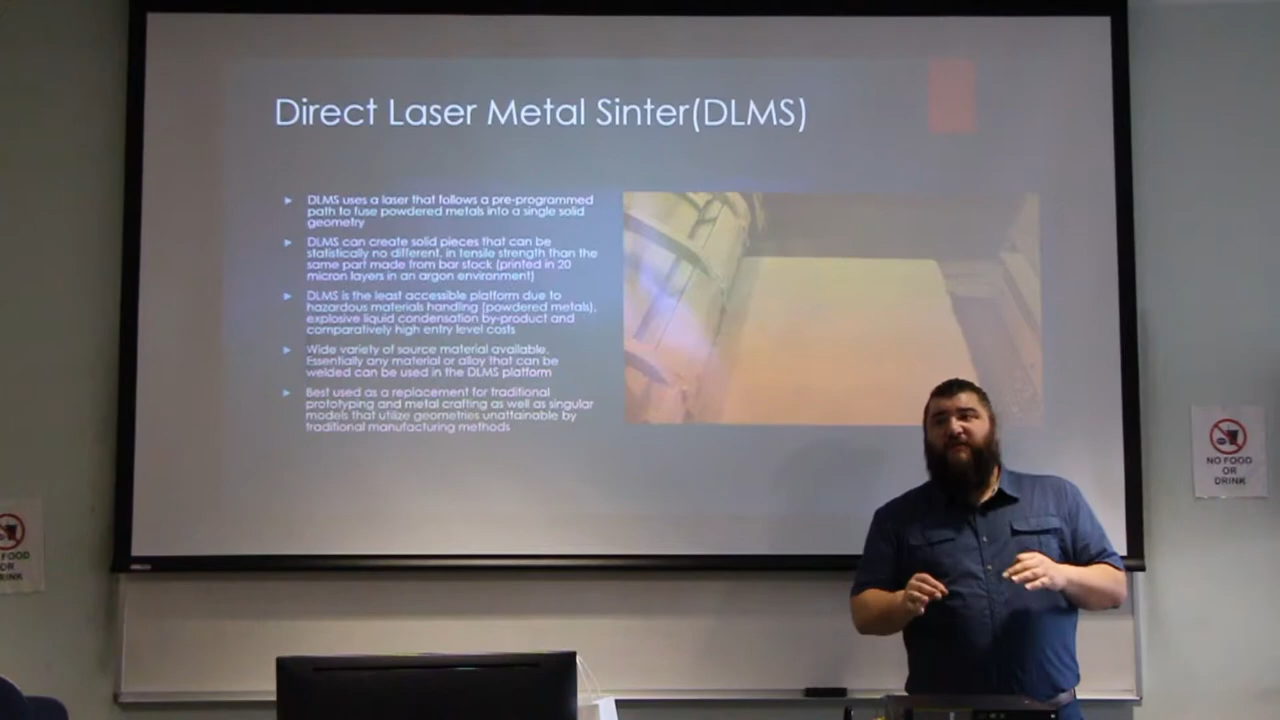 Direct Laser Metal Sinter(DLMS)
DLMS uses a laser that follows a pre-programmed
path to fuse powdered metals into a single solid
geometry
DLMS can create solid pieces that can be
statistically no different, in tensile strength than the
same part made from bar stock (printed in 20
micron layers in an argon environment)
DLMS is the least accessible platform due to
hazardous materials handling (powdered metals),
explosive liquid condensation by-product and
comparatively high entry level costs
Wide variety of source material available.
Essentially any material or alloy that can be
welded can be used in the DLMS platform
Best used as a replacement for traditional
prototyping and metal crafting as well as singular
models that utilize geometries unattainable by
traditional manufacturing methods
NO FOOD
OR
DRINK
FOOD
OR
RINK